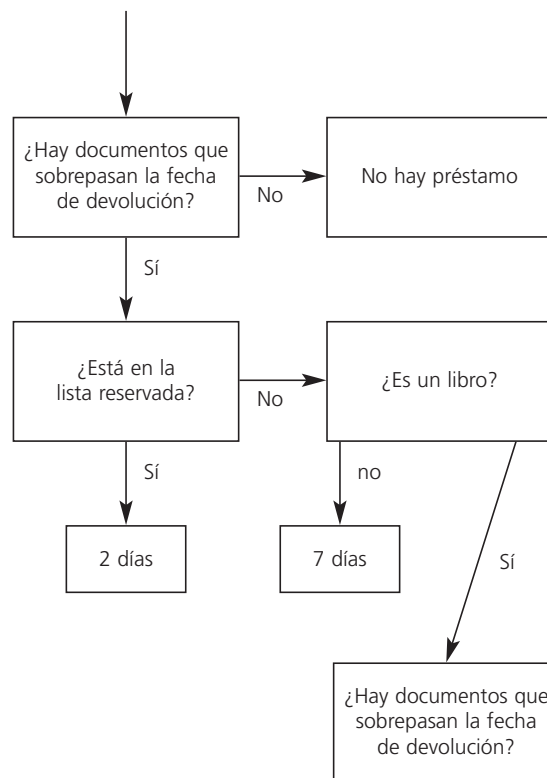 ¿Hay documentos que
sobrepasan la fecha
de devolución?
No
No hay préstamo
Sí
¿Está en la
lista reservada?
No
¿Es un libro?
Sí
no
2 días
7 días
Sí
¿Hay documentos que
sobrepasan la fecha
de devolución?